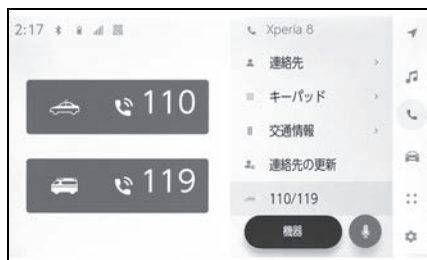 2:17
110
119
Xperia 8
連絡先
キーパッド
交通情報
連絡先の更新
110/119
機器